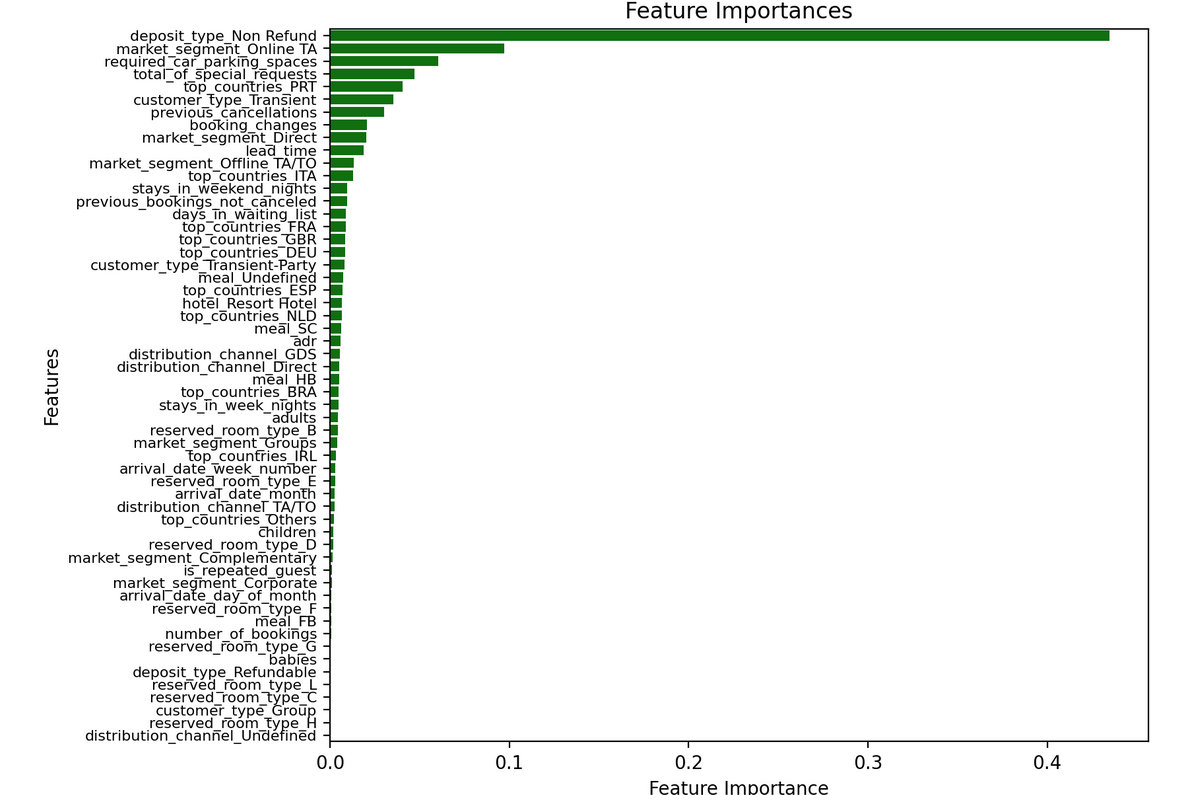 Feature Importances
deposit_type_Non Refund
market_segment_Online TA
required_car_parking_spaces
total_of_special_requests
top_countries_PRT
customer_type_Transient
previous_cancellations
booking_changes
market_segment_Direct
lead_time
market_segment_Offline TA/TO
top_countries_ITA
stays_in_weekend_nights
previous_bookings_not_canceled
days_in_waiting_list
top_countries_FRA
top_countries_GBR
top_countries_DEU
customer_type_Transient-Party
meal_Undefined
top_countries_ESP
hotel_Resort Hotel
top_countries_NLD
meal_SC
adr
distribution_channel_GDS
distribution_channel_Direct
meal_HB
top_countries_BRA
stays_in_week_nights
adults
reserved_room_type_B
market_segment_Groups
top_countries_IRL
arrival_date_week_number
reserved_room_type_E
arrival_date_month
distribution_channel_TA/TO
top_countries_Others
children
reserved_room_type_D
market_segment_Complementary
is_repeated_guest
market_segment_Corporate
arrival_date_day_of_month
reserved_room_type_F
meal_FB
number_of_bookings
reserved_room_type_G
babies
deposit_type_Refundable
reserved_room_type_L
reserved_room_type_C
customer_type_Group
reserved_room_type_H
distribution_channel_Undefined
Features
0.0 0.1 0.2 0.3 0.4
Feature Importance